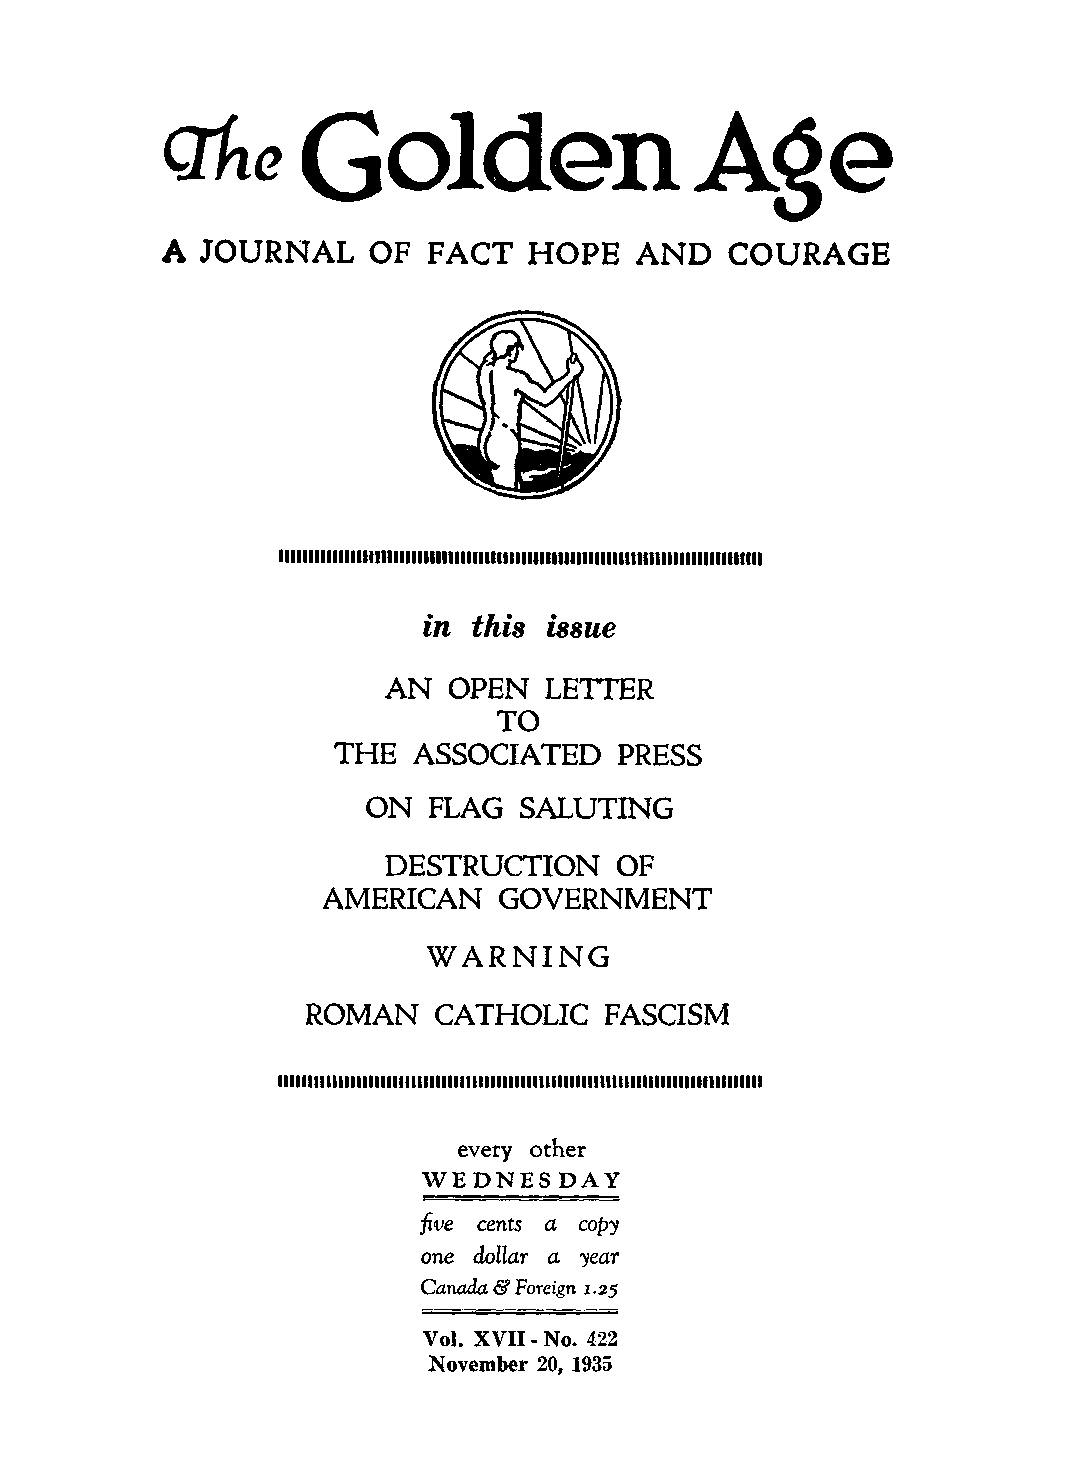 The Golden Age
A JOURNAL OF FACT HOPE AND COURAGE
in this issue
AN OPEN LETTER
TO
THE ASSOCIATED PRESS
ON FLAG SALUTING
DESTRUCTION OF
AMERICAN GOVERNMENT
WARNING
ROMAN CATHOLIC FASCISM
every other
WEDNESDAY
five cents a copy
one dollar a year
Canada & Foreign 1.25
Vol. XVII - No. 422
November 20, 1935